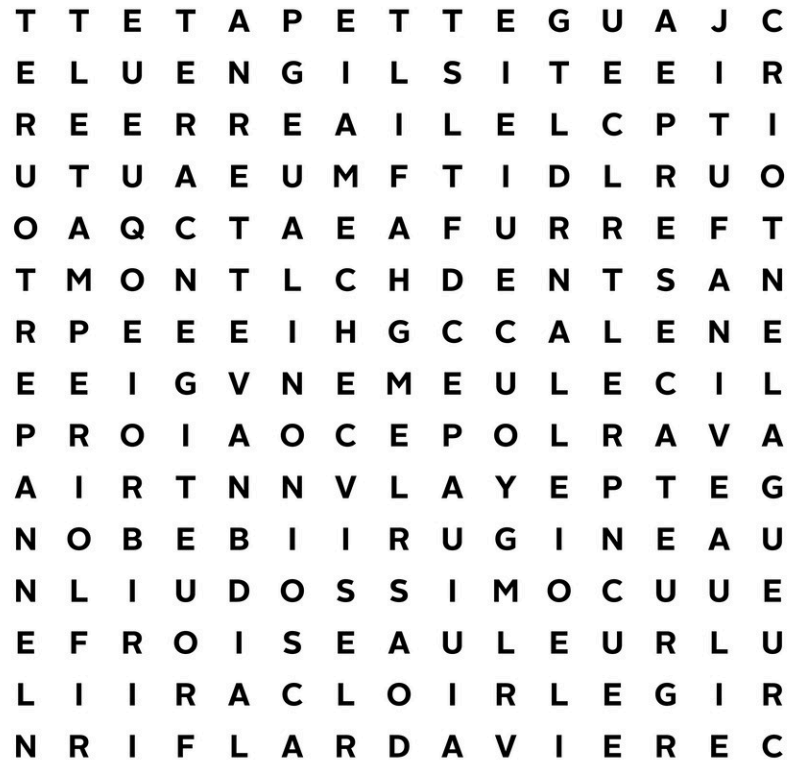 T T E T A P E T T E G U A J C
E L U E N G I L S I T E E I R
R E E R R E A I L E L C P T I
U T U A E U M F T I D L R U O
O A Q C T A E A F U R R E F T
T M O N T L C H D E N T S A N
R P E E E I H G C C A L E N E
E E I G V N E M E U L E C I L
P R O I A O C E P O L R A V A
A I R T N N V L A Y E P T E G
N O B E B I I R U G I N E A U
N L I U D O S S I M O C U U E
E F R O I S E A U L E U R L U
L I I R A C L O I R L E G I R
N R I F L A R D A V I E R E C